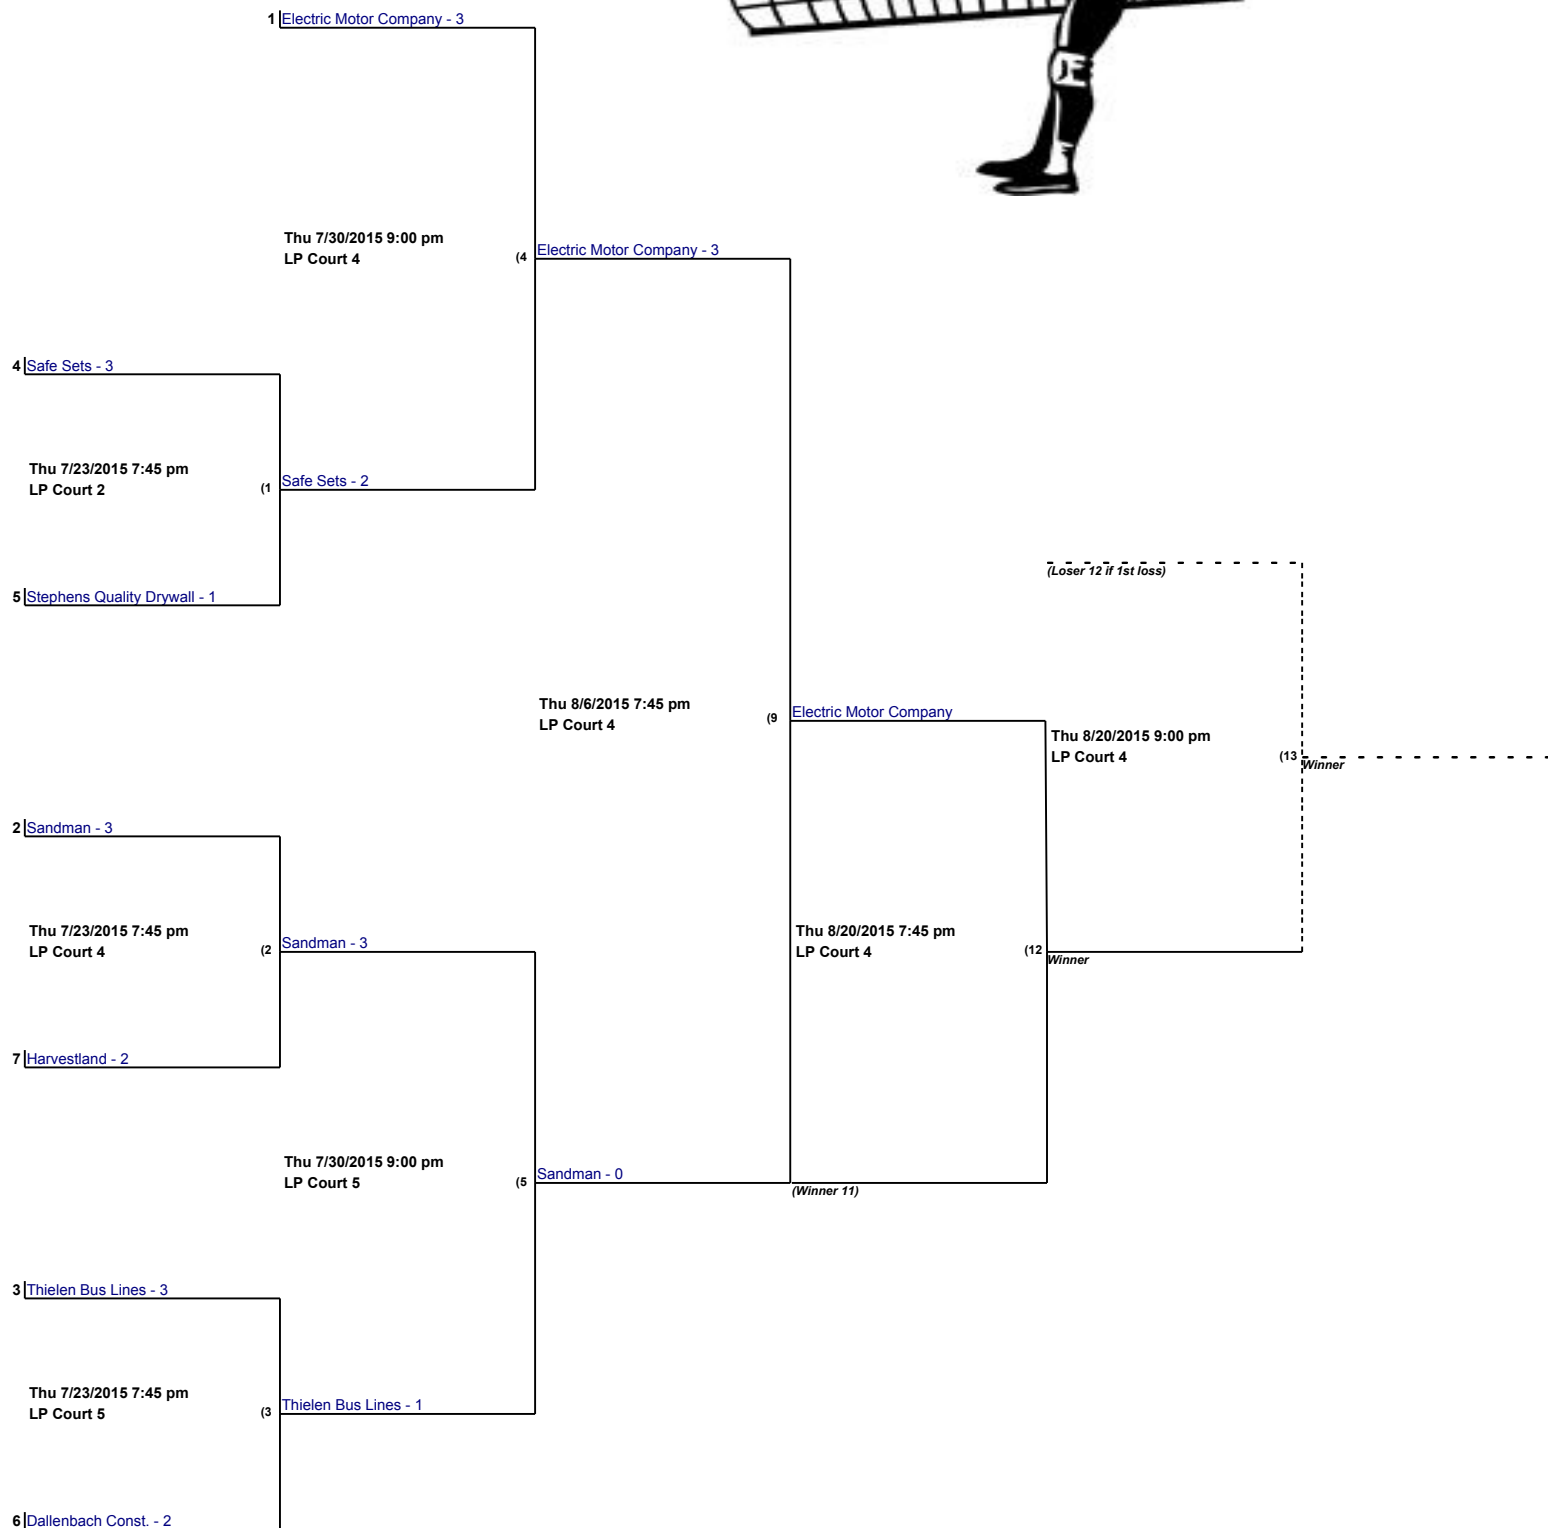 1 Electric Motor Company - 3
Thu 7/30/2015 9:00 pm
LP Court 4
(4 Electric Motor Company - 3
4 Safe Sets - 3
Thu 7/23/2015 7:45 pm
LP Court 2
(1 Safe Sets - 2
(Loser 12 if 1st loss)
5 Stephens Quality Drywall - 1
Thu 8/6/2015 7:45 pm
LP Court 4
(9 Electric Motor Company
Thu 8/20/2015 9:00 pm
LP Court 4
(13 Winner
2 Sandman - 3
Thu 7/23/2015 7:45 pm
LP Court 4
(2 Sandman - 3
Thu 8/20/2015 7:45 pm
LP Court 4
(12 Winner
7 Harvestland - 2
Thu 7/30/2015 9:00 pm
LP Court 5
(5 Sandman - 0
(Winner 11)
3 Thielen Bus Lines - 3
Thu 7/23/2015 7:45 pm
LP Court 5
(3 Thielen Bus Lines - 1
6 Dallenbach Const. - 2